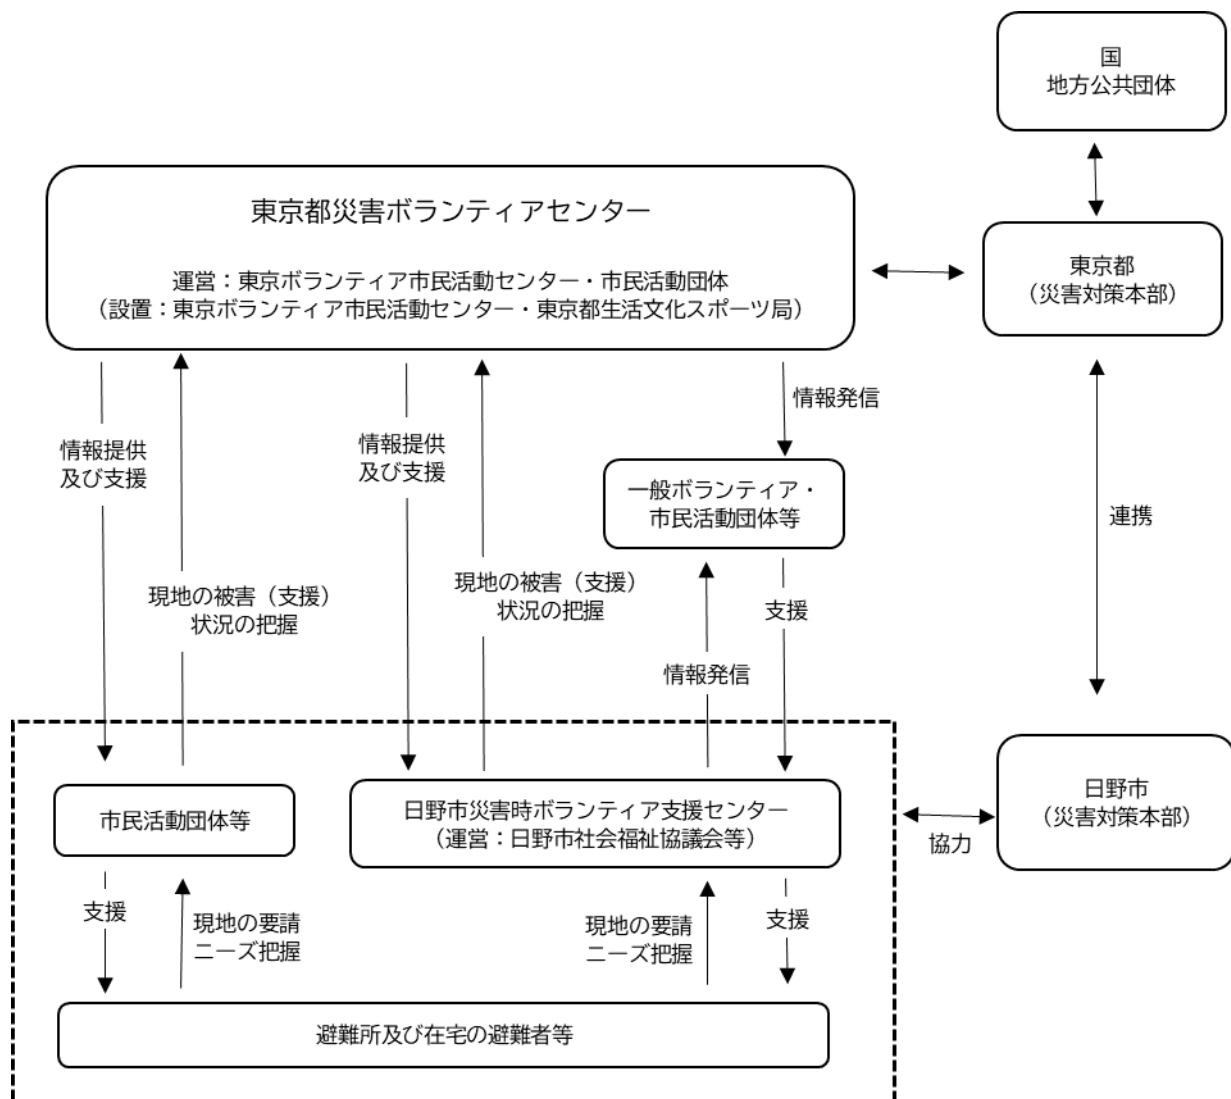 国
地方公共団体
東京都災害ボランティアセンター
運営：東京ボランティア市民活動センター・市民活動団体
（設置：東京ボランティア市民活動センター・東京都生活文化スポーツ局）
東京都
（災害対策本部）
情報発信
情報提供
及び支援
情報提供
及び支援
一般ボランティア・
市民活動団体等
連携
現地の被害（支援）
状況の把握
現地の被害（支援）
状況の把握
支援
情報発信
市民活動団体等
日野市災害時ボランティア支援センター
（運営：日野市社会福祉協議会等）
日野市
（災害対策本部）
協力
支援
現地の要請
ニーズ把握
現地の要請
ニーズ把握
支援
避難所及び在宅の避難者等